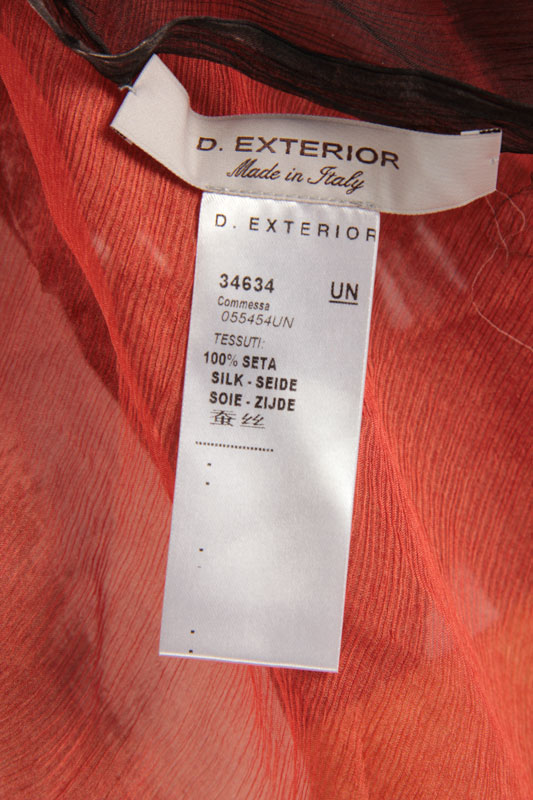 D. EXTERIOR
Made in Italy
D. EXTERIOR
34634
UN
Commessa
055454UN
TESSUTI:
100% SETA
SILK - SEIDE
SOIE - ZIJDE
蚕丝